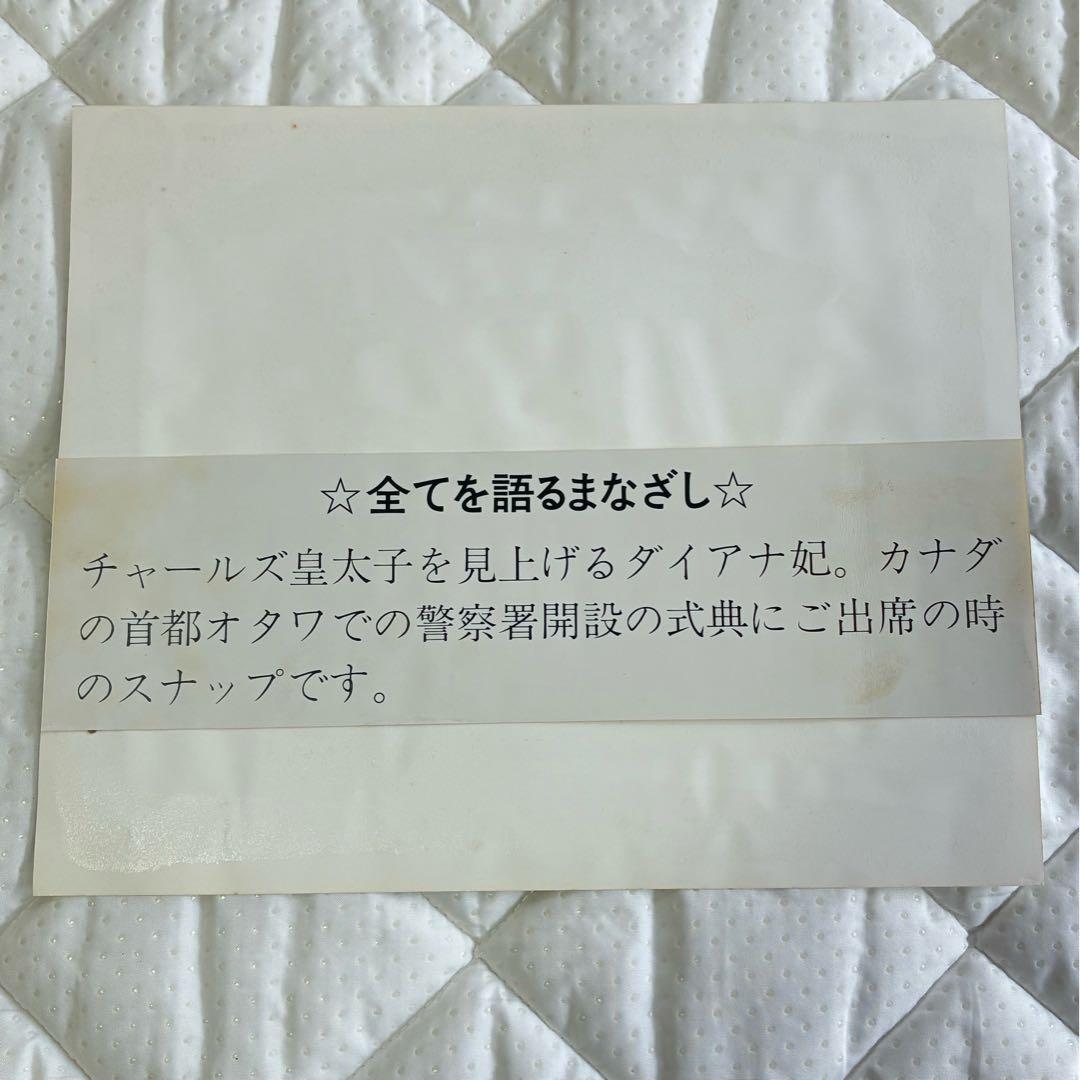 ☆全てを語るまなざし☆
チャールズ皇太子を見上げるダイアナ妃。カナダ
の首都オタワでの警察署開設の式典にご出席の時
のスナップです。